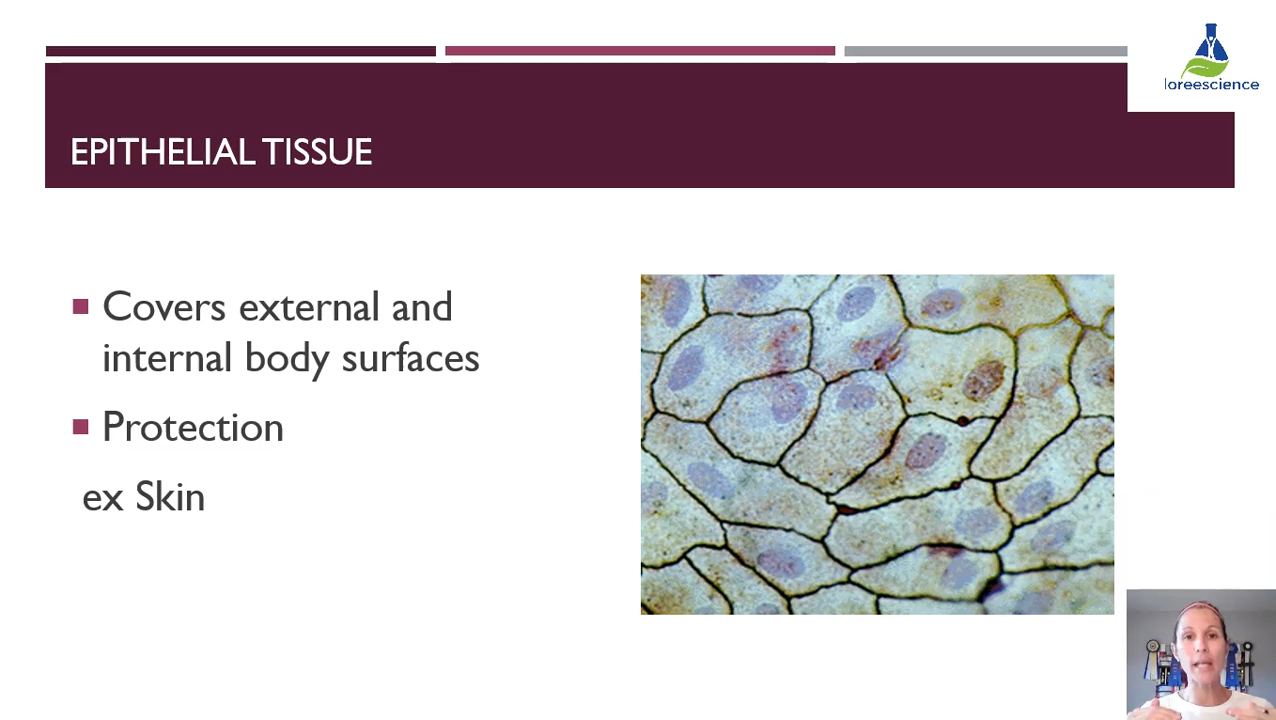 loreescience
EPITHELIAL TISSUE
Covers external and
internal body surfaces
Protection
ex Skin